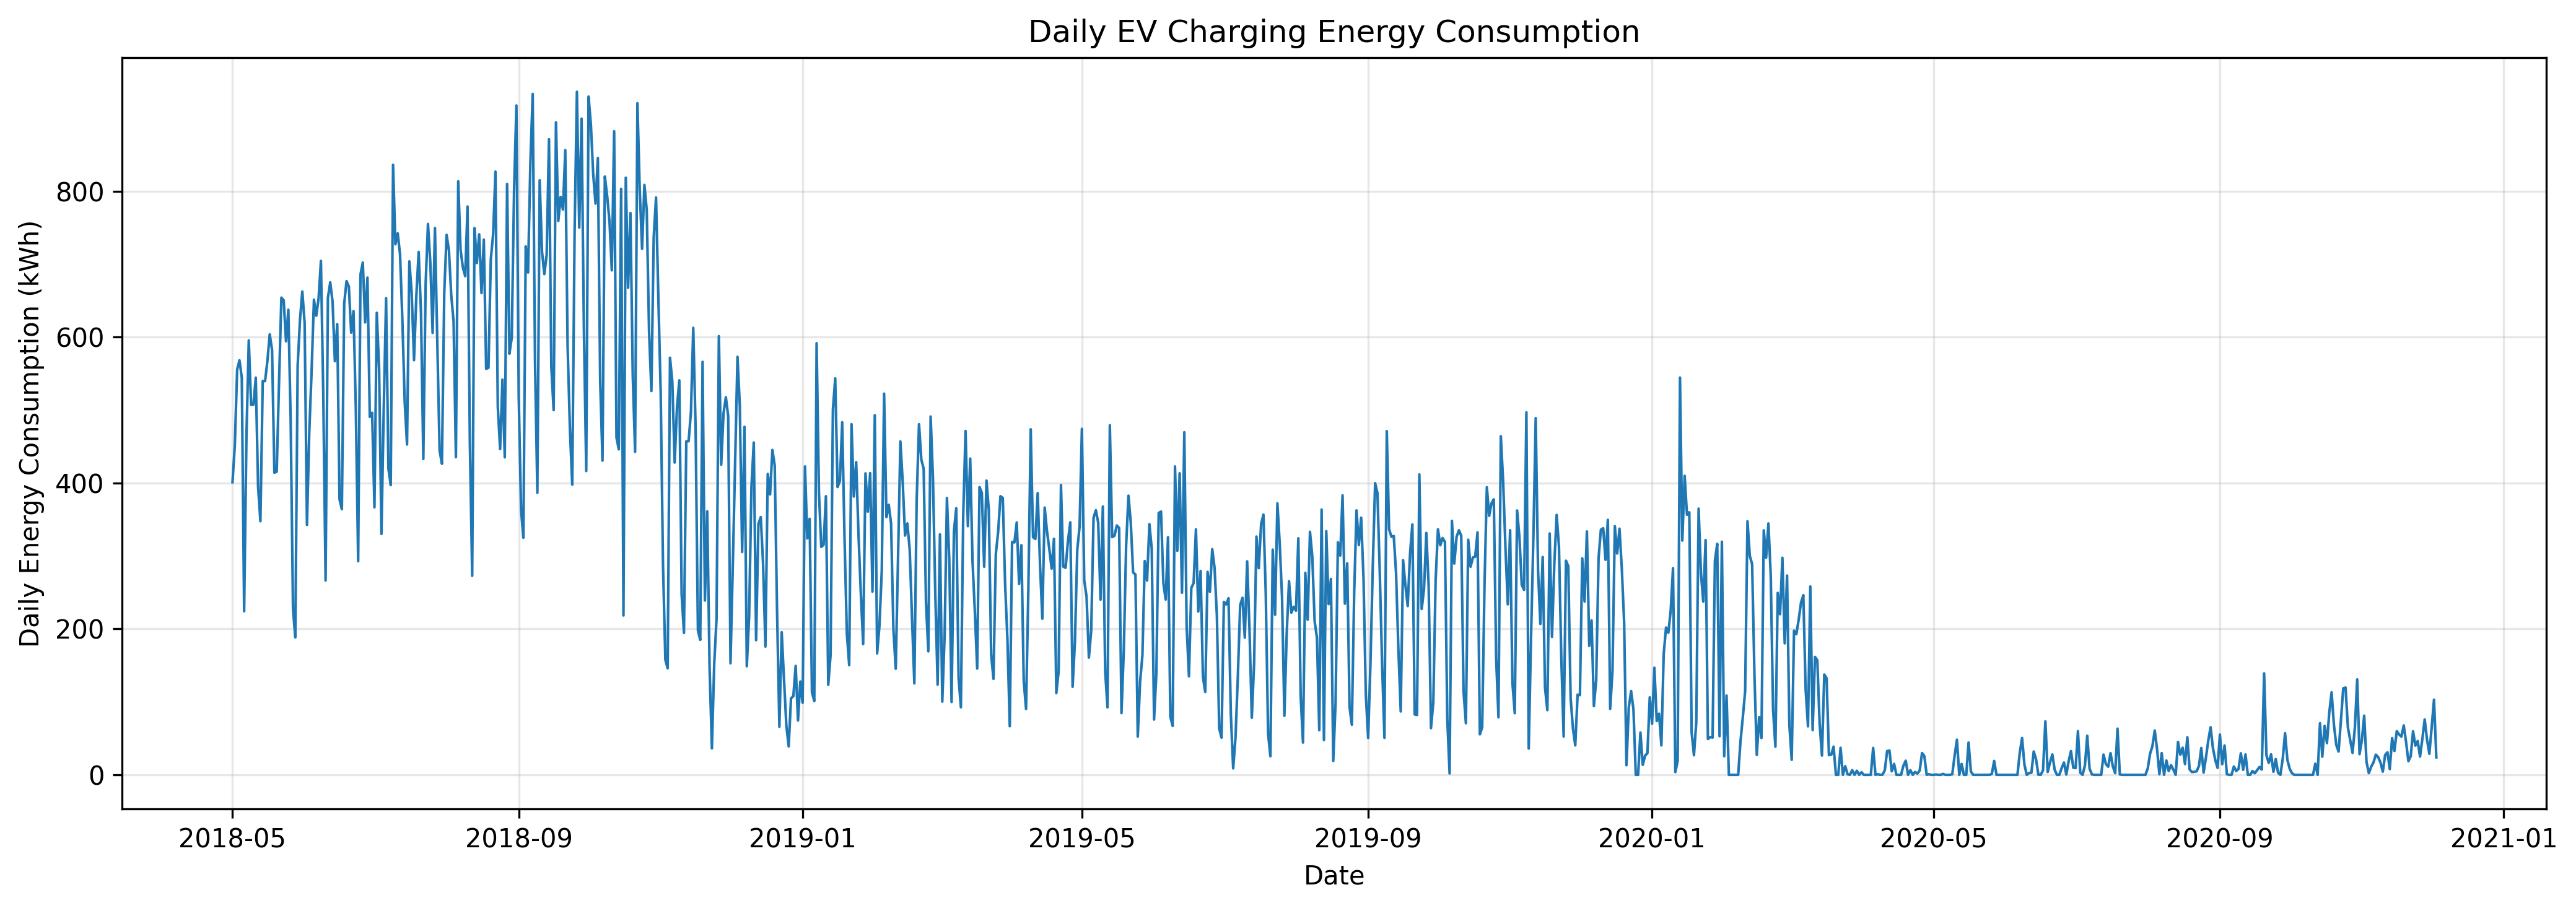 Daily EV Charging Energy Consumption
Daily Energy Consumption (kWh)
800
600
400
200
0
2018-05 2018-09 2019-01 2019-05 2019-09 2020-01 2020-05 2020-09 2021-01
Date